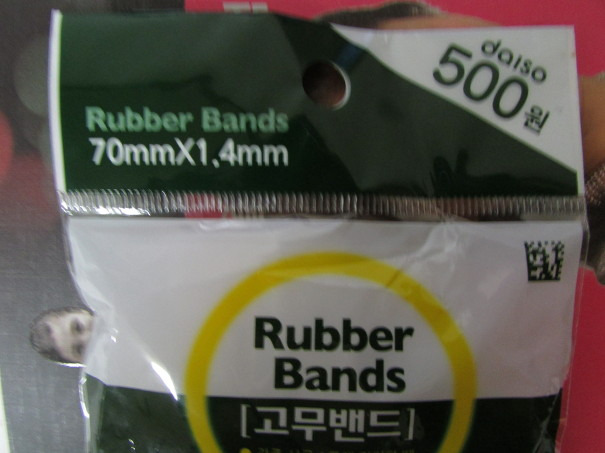 daiso
500원
Rubber Bands
70mmX1.4mm
Rubber
Bands
[고무밴드]